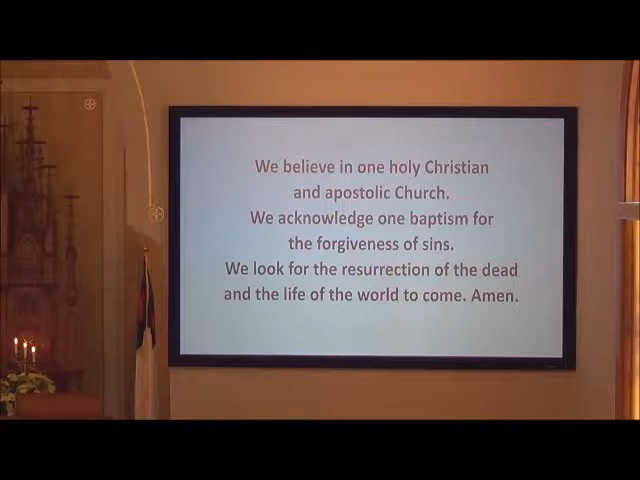 We believe in one holy Christian
and apostolic Church.
We acknowledge one baptism for
the forgiveness of sins.
We look for the resurrection of the dead
and the life of the world to come. Amen.